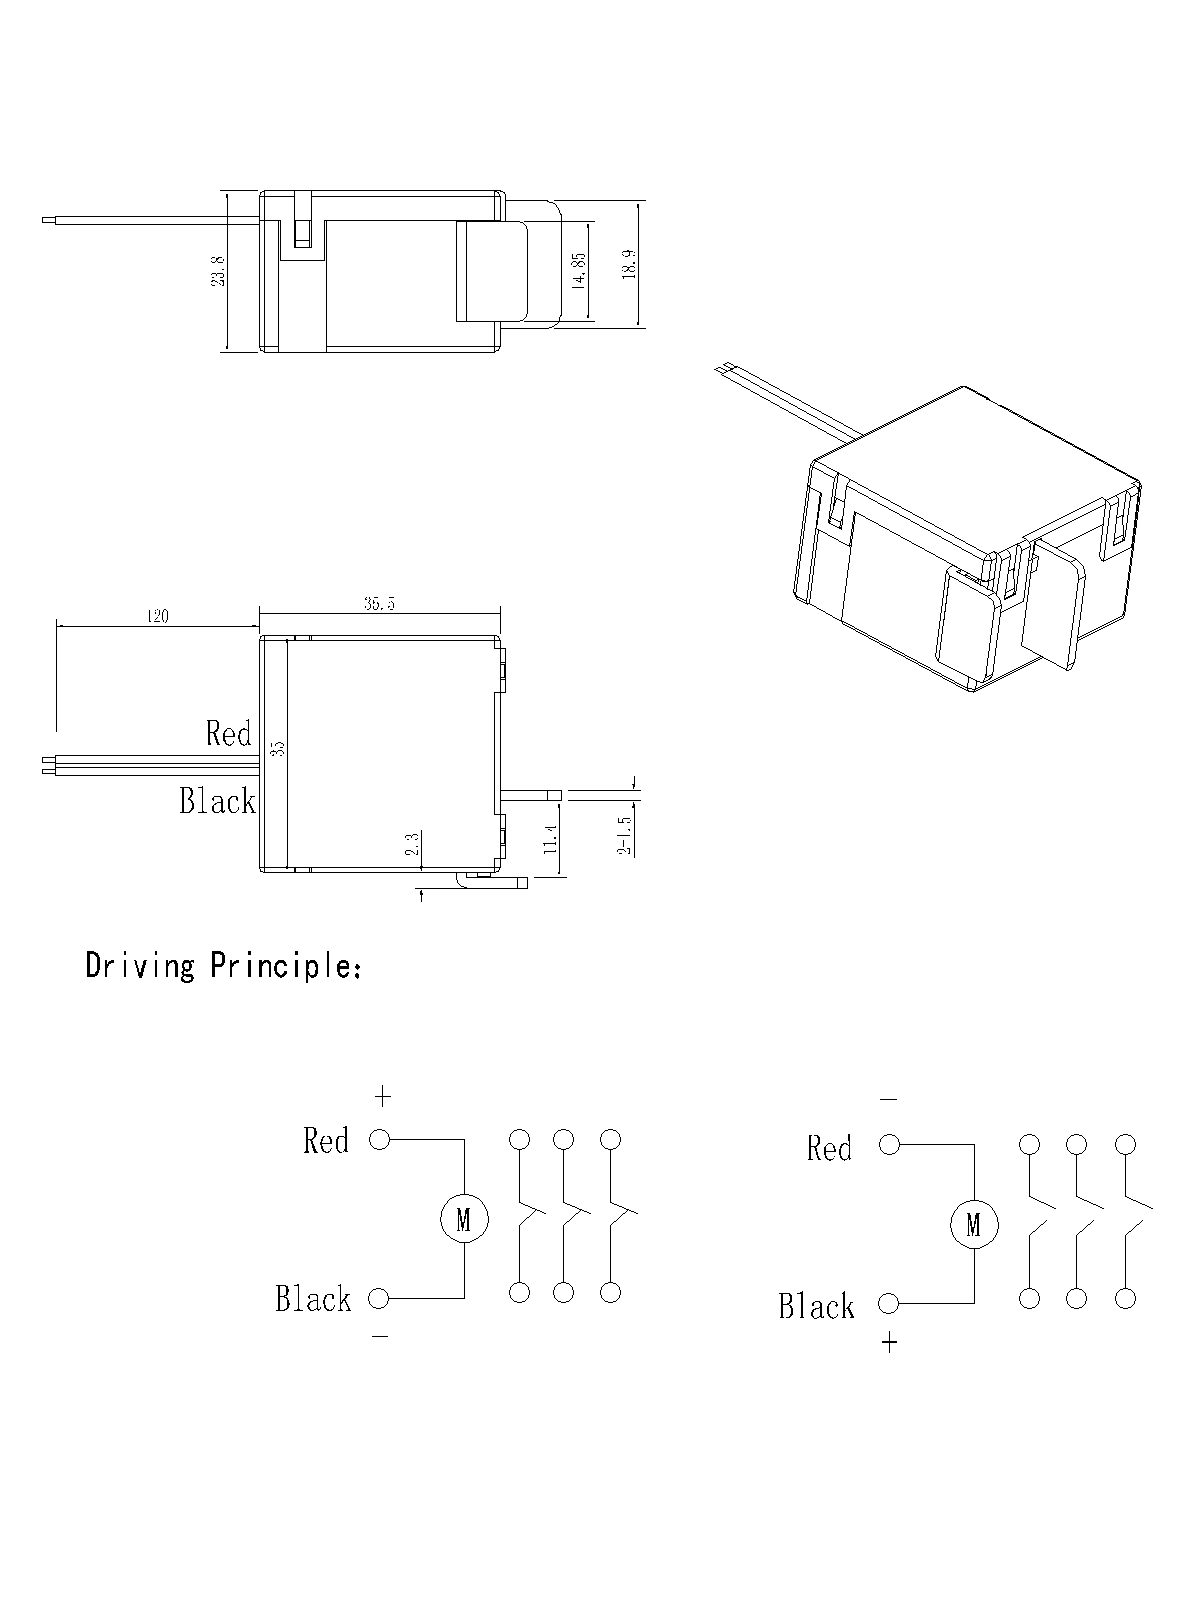 23.8
14.85
18.9
120
35.5
Red
35
Black
2.3
11.4
2-1.5
Driving Principle:
+
−
Red
Red
M
M
Black
Black
−
+